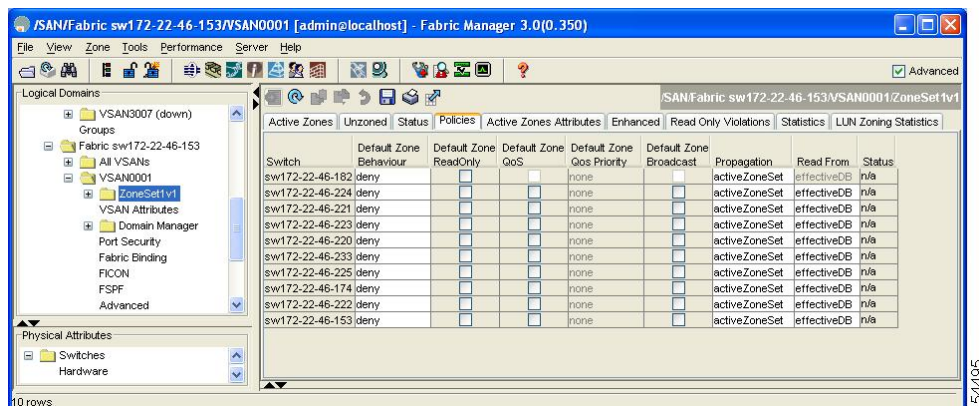 /SAN/Fabric sw172-22-46-153/VSAN0001 [admin@localhost] - Fabric Manager 3.0(0.350)
File View Zone Tools Performance Server Help
Advanced
Logical Domains
VSAN3007 (down)
Groups
Fabric sw172-22-46-153
All VSANs
VSAN0001
ZoneSet1v1
VSAN Attributes
Domain Manager
Port Security
Fabric Binding
FICON
FSPF
Advanced
Physical Attributes
Switches
Hardware
/SAN/Fabric sw172-22-46-153/VSAN0001/ZoneSet1v1
Active Zones Unzoned Status Policies Active Zones Attributes Enhanced Read Only Violations Statistics LUN Zoning Statistics
Default Zone Default Zone Default Zone Default Zone Default Zone
Switch Behaviour ReadOnly QoS Qos Priority Broadcast Propagation Read From Status
sw172-22-46-182 deny none activeZoneSet effectiveDB n/a
sw172-22-46-224 deny none activeZoneSet effectiveDB n/a
sw172-22-46-221 deny none activeZoneSet effectiveDB n/a
sw172-22-46-223 deny none activeZoneSet effectiveDB n/a
sw172-22-46-220 deny none activeZoneSet effectiveDB n/a
sw172-22-46-233 deny none activeZoneSet effectiveDB n/a
sw172-22-46-225 deny none activeZoneSet effectiveDB n/a
sw172-22-46-174 deny none activeZoneSet effectiveDB n/a
sw172-22-46-222 deny none activeZoneSet effectiveDB n/a
sw172-22-46-153 deny none activeZoneSet effectiveDB n/a
10 rows